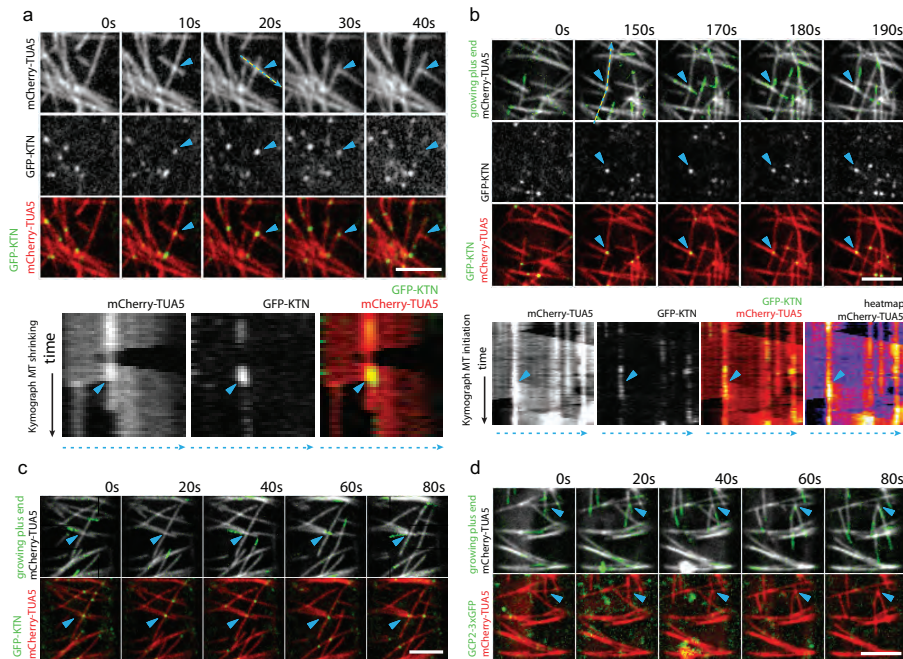 a
0s 10s 20s 30s 40s
mCherry-TUA5
GFP-KTN
GFP-KTN
mCherry-TUA5
mCherry-TUA5
GFP-KTN
GFP-KTN
mCherry-TUA5
Kymograph MT shrinking
time
b
0s 150s 170s 180s 190s
growing plus end
mCherry-TUA5
GFP-KTN
GFP-KTN
mCherry-TUA5
mCherry-TUA5
GFP-KTN
GFP-KTN
mCherry-TUA5
heatmap
mCherry-TUA5
Kymograph MT initiation
time
c
0s 20s 40s 60s 80s
growing plus end
mCherry-TUA5
GFP-KTN
mCherry-TUA5
d
0s 20s 40s 60s 80s
growing plus end
mCherry-TUA5
GCP2-3xGFP
mCherry-TUA5